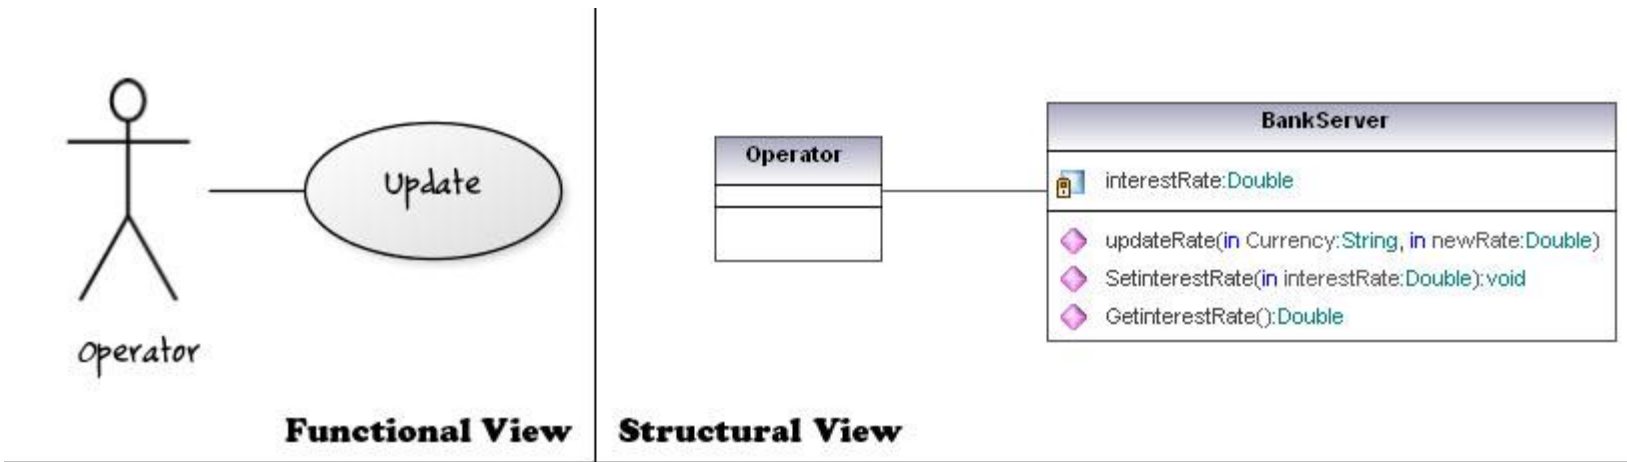 Update
Operator
Functional View
Operator
BankServer
interestRate:Double
updateRate(in Currency:String, in newRate:Double)
SetinterestRate(in interestRate:Double):void
GetinterestRate():Double
Structural View